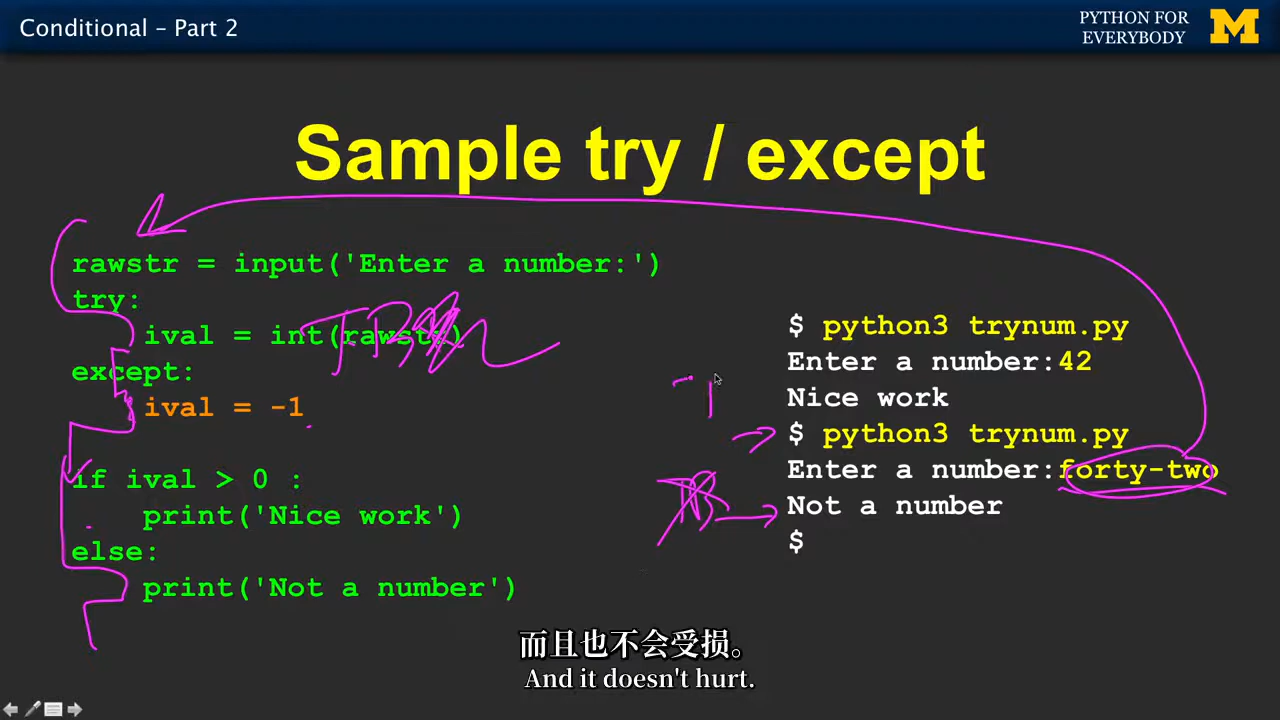 Conditional – Part 2
PYTHON FOR
EVERYBODY
M
Sample try / except
rawstr = input('Enter a number:')
try:
    ival = int(rawstr)
except:
    ival = -1
if ival > 0 :
    print('Nice work')
else:
    print('Not a number')
$ python3 trynum.py
Enter a number:42
Nice work
$ python3 trynum.py
Enter a number:forty-two
Not a number
$
而且也不会受损。
And it doesn't hurt.